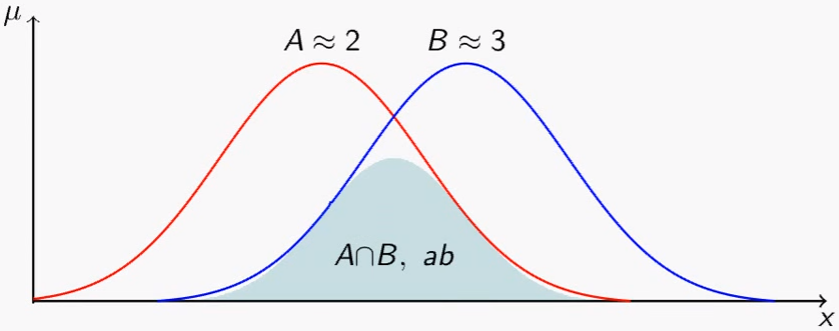 μ
A ≈ 2
B ≈ 3
A∩B, ab
x